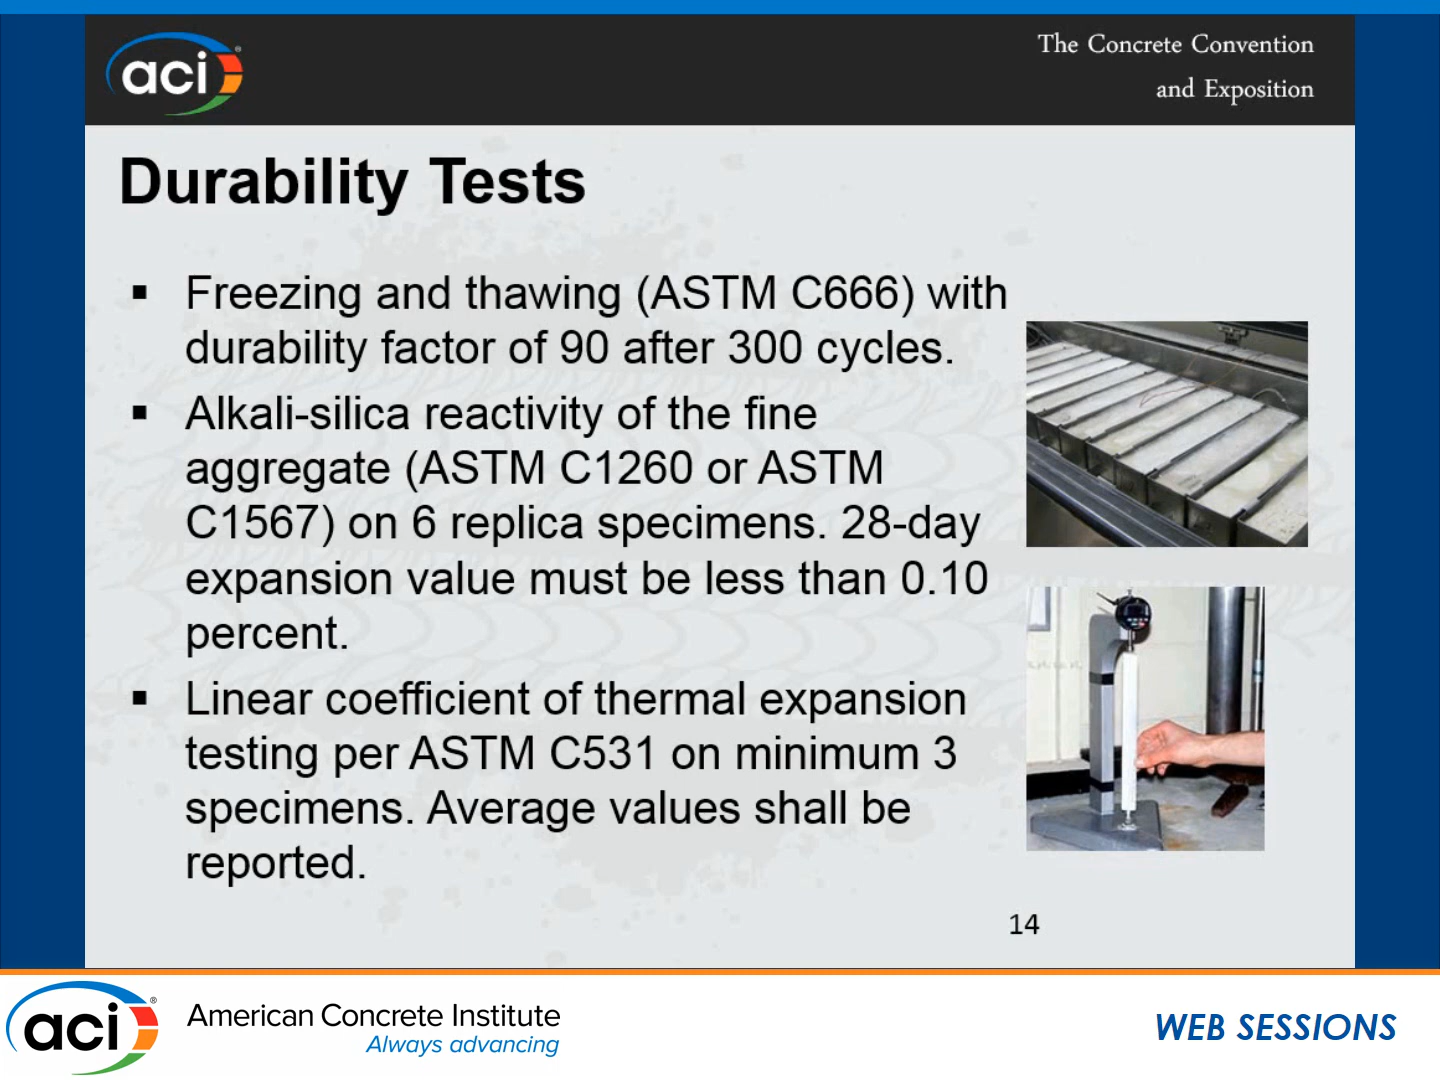 aci®
The Concrete Convention
and Exposition
Durability Tests
▪ Freezing and thawing (ASTM C666) with
durability factor of 90 after 300 cycles.
▪ Alkali-silica reactivity of the fine
aggregate (ASTM C1260 or ASTM
C1567) on 6 replica specimens. 28-day
expansion value must be less than 0.10
percent.
▪ Linear coefficient of thermal expansion
testing per ASTM C531 on minimum 3
specimens. Average values shall be
reported.
14
aci®
American Concrete Institute
Always advancing
WEB SESSIONS